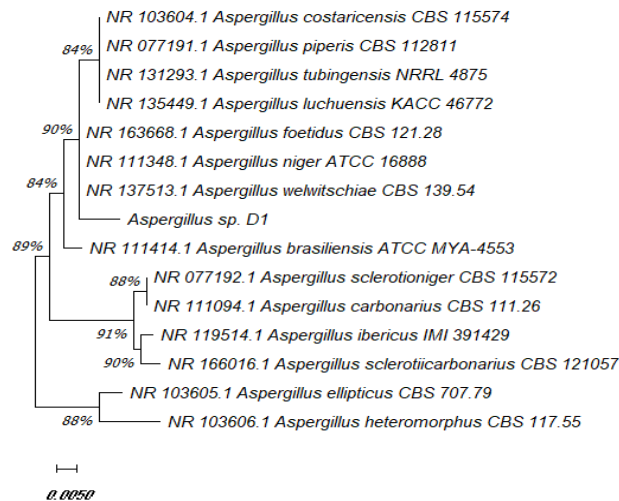 NR 103604.1 Aspergillus costaricensis CBS 115574
NR 077191.1 Aspergillus piperis CBS 112811
84%
NR 131293.1 Aspergillus tubingensis NRRL 4875
NR 135449.1 Aspergillus luchuensis KACC 46772
90%
NR 163668.1 Aspergillus foetidus CBS 121.28
NR 111348.1 Aspergillus niger ATCC 16888
84%
NR 137513.1 Aspergillus welwitschiae CBS 139.54
Aspergillus sp. D1
89%
NR 111414.1 Aspergillus brasiliensis ATCC MYA-4553
NR 077192.1 Aspergillus sclerotioniger CBS 115572
88%
NR 111094.1 Aspergillus carbonarius CBS 111.26
91%
NR 119514.1 Aspergillus ibericus IMI 391429
90%
NR 166016.1 Aspergillus sclerotiicarbonarius CBS 121057
NR 103605.1 Aspergillus ellipticus CBS 707.79
88%
NR 103606.1 Aspergillus heteromorphus CBS 117.55
0.0050